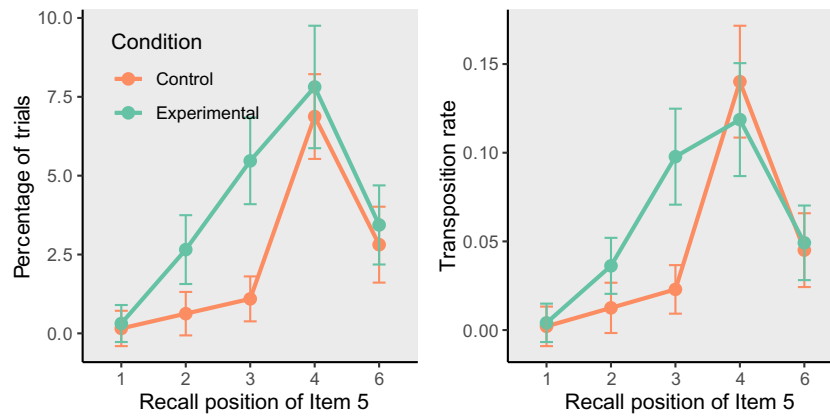 Percentage of trials
10.0
7.5
5.0
2.5
0.0
Condition
Control
Experimental
1 2 3 4 6
Recall position of Item 5
Transposition rate
0.15
0.10
0.05
0.00
1 2 3 4 6
Recall position of Item 5